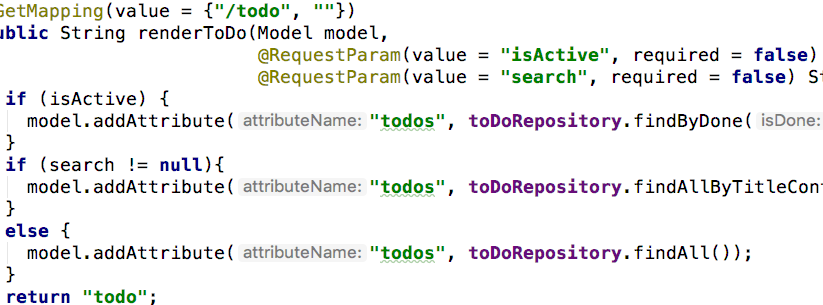 GetMapping(value = {"/todo", ""})
ublic String renderToDo(Model model,
@RequestParam(value = "isActive", required = false)
@RequestParam(value = "search", required = false) St
if (isActive) {
model.addAttribute( attributeName: "todos", toDoRepository.findByDone( isDone:
}
if (search != null){
model.addAttribute( attributeName: "todos", toDoRepository.findAllByTitleCont
}
else {
model.addAttribute( attributeName: "todos", toDoRepository.findAll());
}
return "todo";